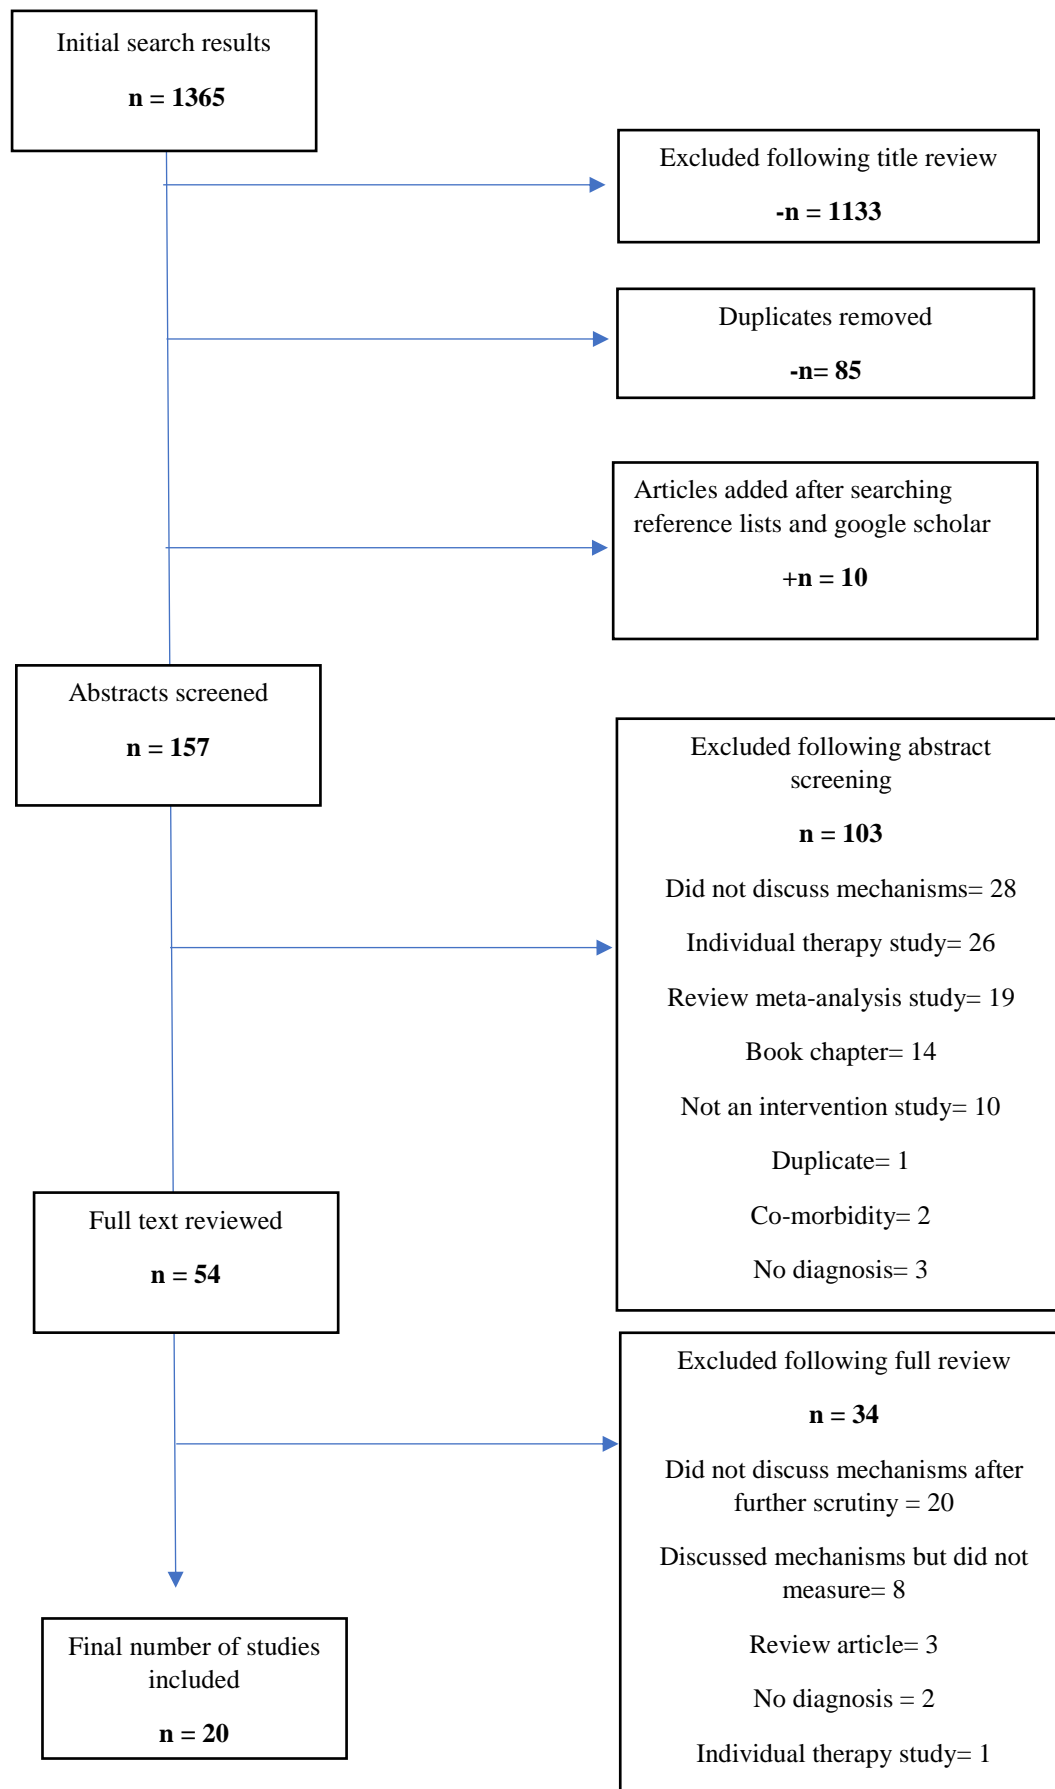 Initial search results
n = 1365
Excluded following title review
-n = 1133
Duplicates removed
-n= 85
Articles added after searching
reference lists and google scholar
+n = 10
Abstracts screened
n = 157
Excluded following abstract
screening
n = 103
Did not discuss mechanisms= 28
Individual therapy study= 26
Review meta-analysis study= 19
Book chapter= 14
Not an intervention study= 10
Duplicate= 1
Co-morbidity= 2
No diagnosis= 3
Full text reviewed
n = 54
Excluded following full review
n = 34
Did not discuss mechanisms after
further scrutiny = 20
Discussed mechanisms but did not
measure= 8
Review article= 3
No diagnosis = 2
Individual therapy study= 1
Final number of studies
included
n = 20